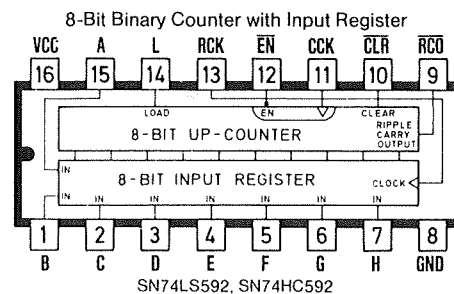 8-Bit Binary Counter with Input Register
VCC A L RCK EN CCK CLR RCO
16 15 14 13 12 11 10 9
LOAD EN CLEAR
8-BIT UP-COUNTER
RIPPLE
CARRY
OUTPUT
IN
8-BIT INPUT REGISTER
CLOCK
IN IN IN IN IN IN IN
1 2 3 4 5 6 7 8
B C D E F G H GND
SN74LS592, SN74HC592